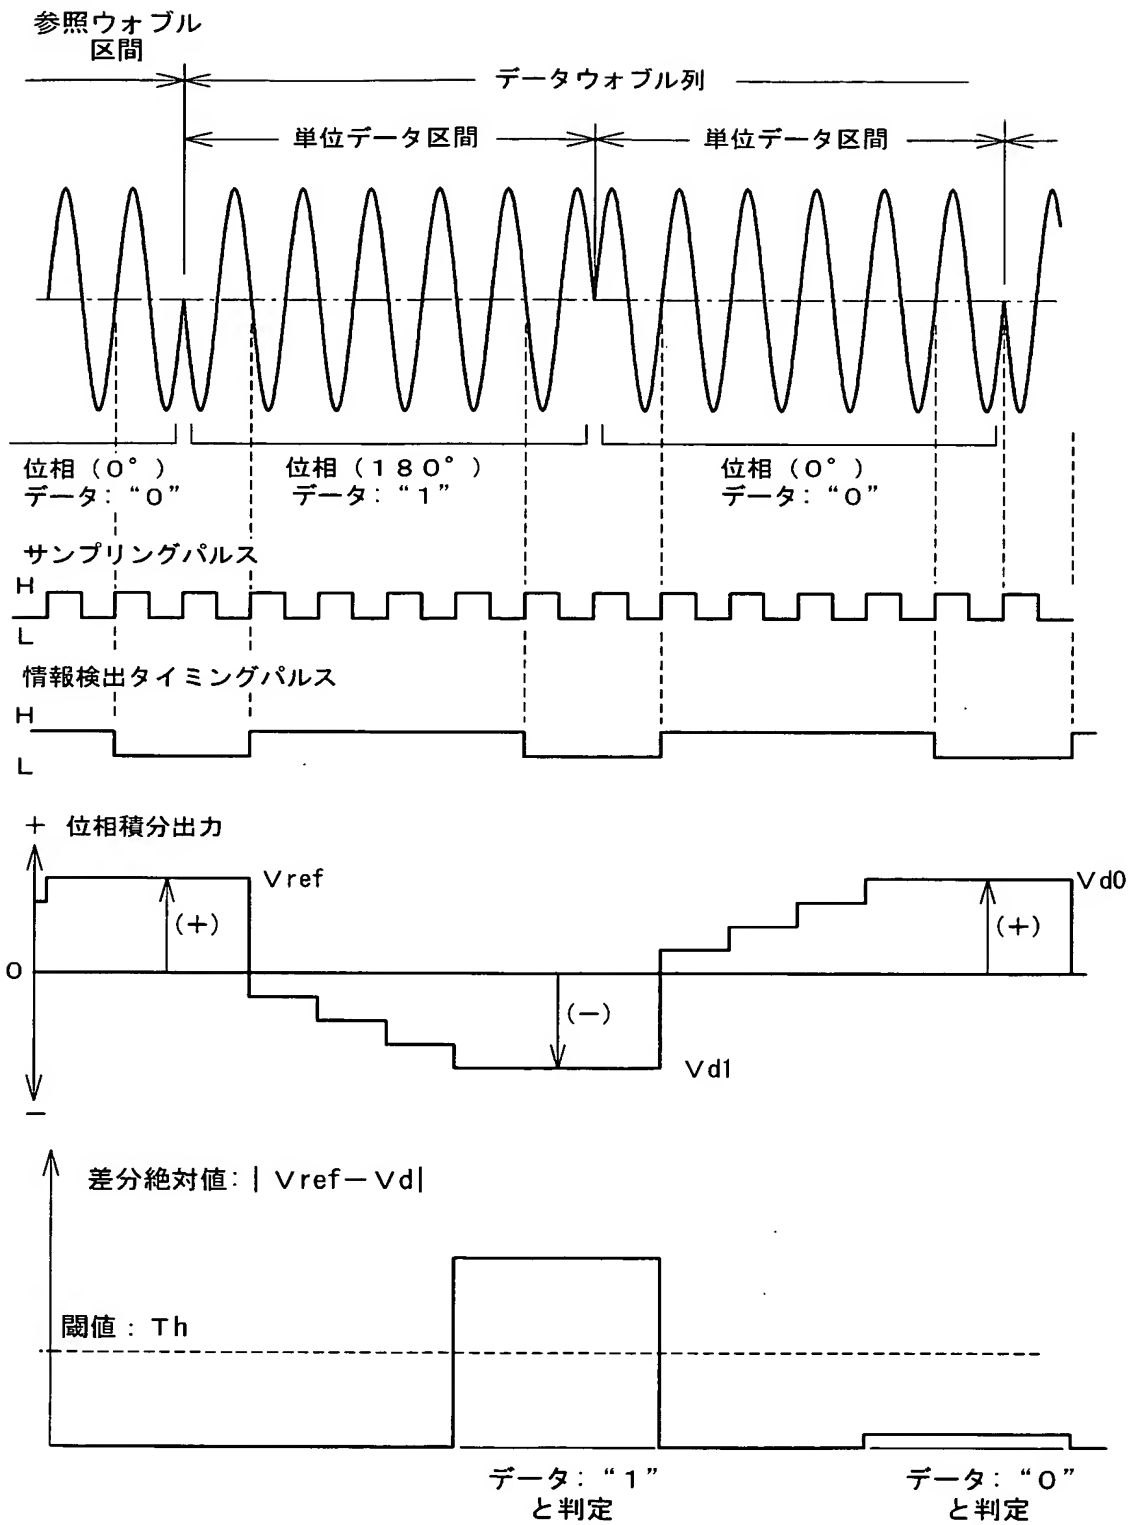 参照ウォブル
区間
データウォブル列
単位データ区間
単位データ区間
位相（0°）
データ：“0”
位相（180°）
データ：“1”
位相（0°）
データ：“0”
サンプリングパルス
H
L
情報検出タイミングパルス
H
L
＋ 位相積分出力
Vref
(＋)
0
(－)
Vd1
Vd0
(＋)
－
差分絶対値：| Vref－Vd|
閾値：Th
データ：“1”
と判定
データ：“0”
と判定